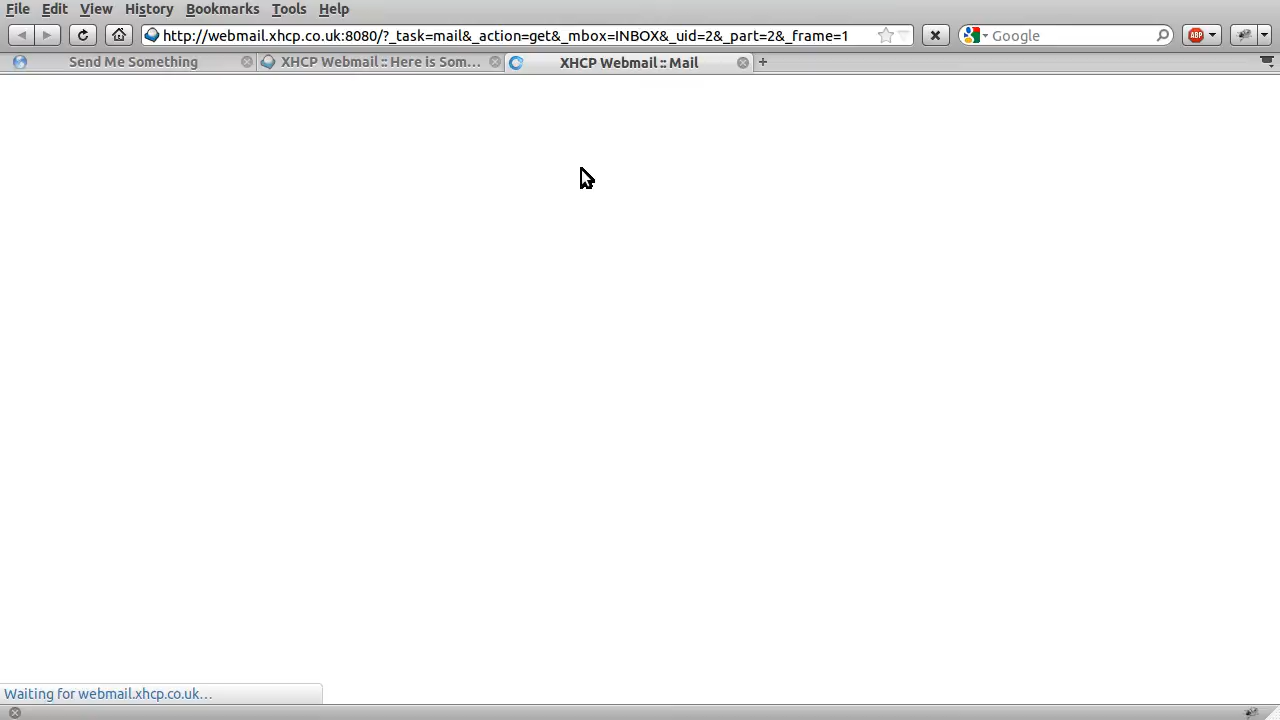 File Edit View History Bookmarks Tools Help
http://webmail.xhcp.co.uk:8080/?_task=mail&_action=get&_mbox=INBOX&_uid=2&_part=2&_frame=1 Google ABP
Send Me Something XHCP Webmail :: Here is Som... XHCP Webmail :: Mail +
Waiting for webmail.xhcp.co.uk...